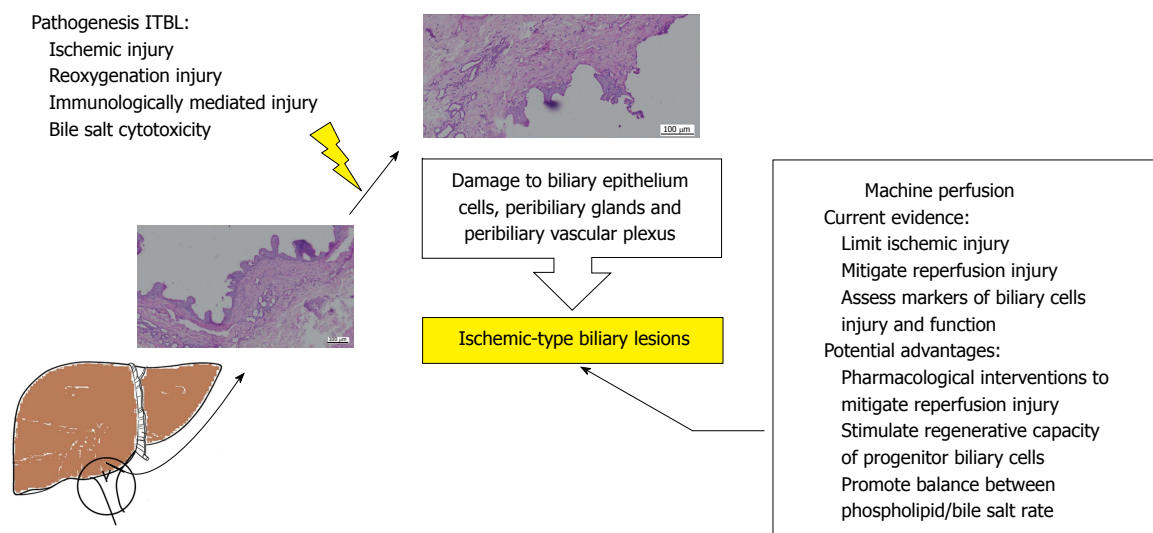 Pathogenesis ITBL:
Ischemic injury
Reoxygenation injury
Immunologically mediated injury
Bile salt cytotoxicity
100 μm
Damage to biliary epithelium
cells, peribiliary glands and
peribiliary vascular plexus
100 μm
Ischemic-type biliary lesions
Machine perfusion
Current evidence:
Limit ischemic injury
Mitigate reperfusion injury
Assess markers of biliary cells
injury and function
Potential advantages:
Pharmacological interventions to
mitigate reperfusion injury
Stimulate regenerative capacity
of progenitor biliary cells
Promote balance between
phospholipid/bile salt rate